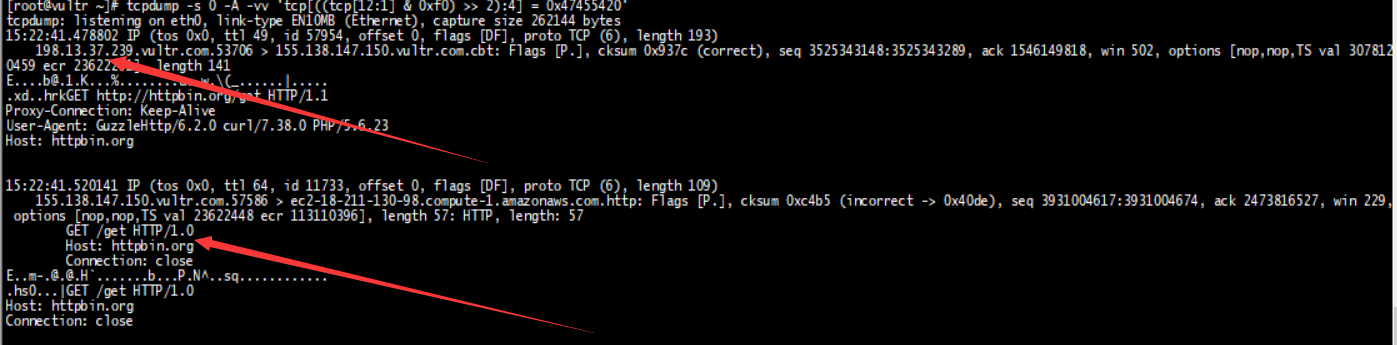 [root@vultr ~]# tcpdump -s 0 -A -vv 'tcp[((tcp[12:1] & 0xf0) >> 2):4] = 0x47455420'
tcpdump: listening on eth0, link-type EN10MB (Ethernet), capture size 262144 bytes
15:22:41.478802 IP (tos 0x0, ttl 49, id 57954, offset 0, flags [DF], proto TCP (6), length 193)
198.13.37.239.vultr.com.53706 > 155.138.147.150.vultr.com.cbt: Flags [P.], cksum 0x937c (correct), seq 3525343148:3525343289, ack 1546149818, win 502, options [nop,nop,TS val 307812
0459 ecr length 141
E....b@.1.K...%.........w.\(_......|.....
.xd..hrkGET http://httpbin.org/get HTTP/1.1
Proxy-Connection: Keep-Alive
User-Agent: GuzzleHttp/6.2.0 curl/7.38.0 PHP/5.6.23
Host: httpbin.org
15:22:41.520141 IP (tos 0x0, ttl 64, id 11733, offset 0, flags [DF], proto TCP (6), length 109)
155.138.147.150.vultr.com.57586 > ec2-18-211-130-98.compute-1.amazonaws.com.http: Flags [P.], cksum 0xc4b5 (incorrect -> 0x40de), seq 3931004617:3931004674, ack 2473816527, win 229,
options [nop,nop,TS val 23622448 ecr 113110396], length 57: HTTP, length: 57
GET /get HTTP/1.0
Host: httpbin.org
Connection: close
E..m-.@.@.H`.......b...P.N^..sq............
.hs0...|GET /get HTTP/1.0
Host: httpbin.org
Connection: close